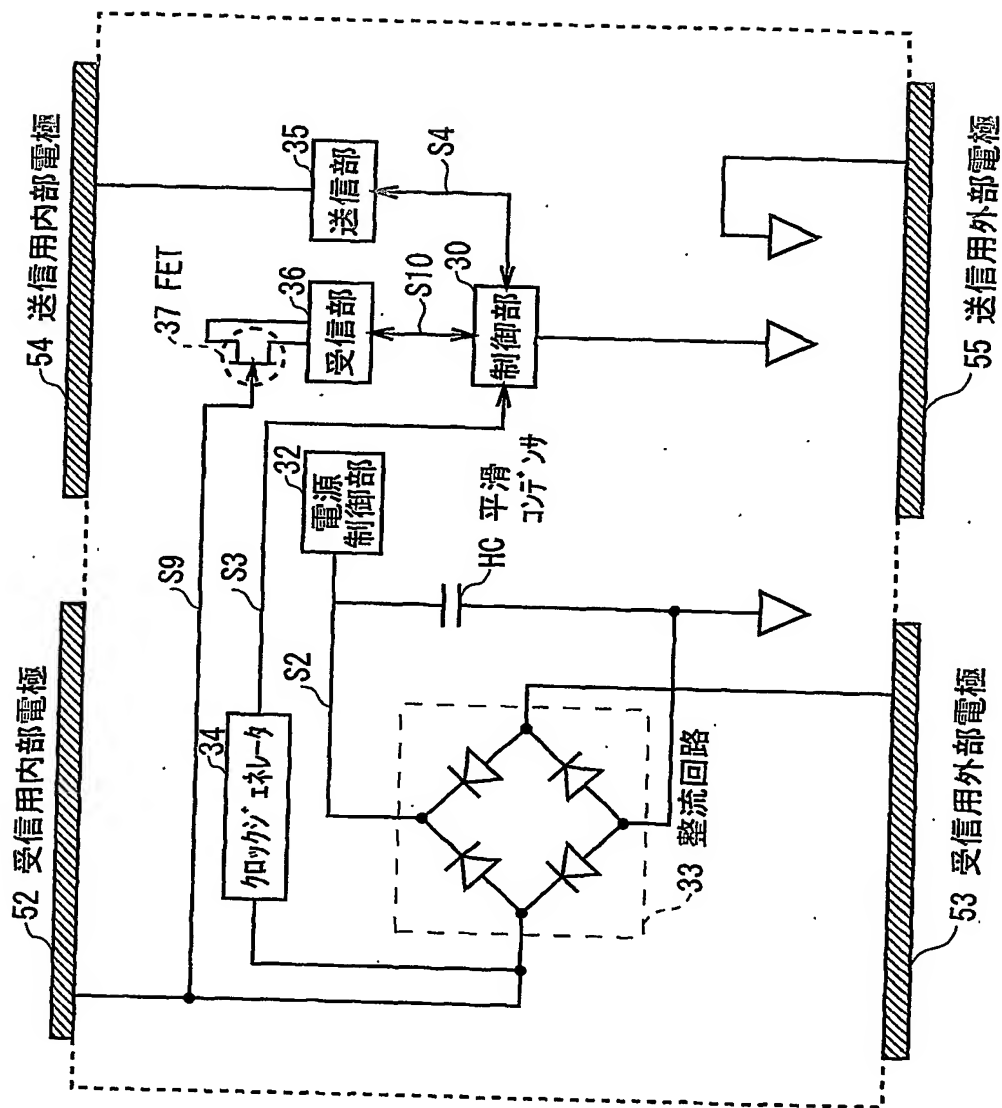 52 受信用内部電極
54 送信用内部電極
S9
37 FET
34
クロックジェネレータ
S3
36
受信部
35
送信部
S2
32
電源
制御部
S10
S4
30
制御部
HC 平滑
コンデンサ
33 整流回路
53 受信用外部電極
55 送信用外部電極